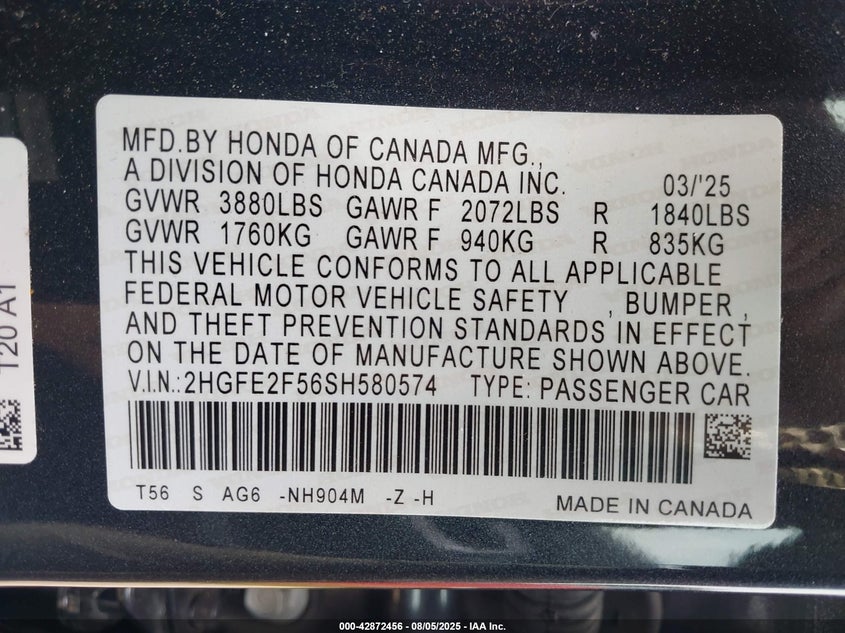 MFD.BY HONDA OF CANADA MFG.,
A DIVISION OF HONDA CANADA INC. 03/'25
GVWR 3880LBS GAWR F 2072LBS R 1840LBS
GVWR 1760KG GAWR F 940KG R 835KG
THIS VEHICLE CONFORMS TO ALL APPLICABLE
FEDERAL MOTOR VEHICLE SAFETY , BUMPER ,
AND THEFT PREVENTION STANDARDS IN EFFECT
ON THE DATE OF MANUFACTURE SHOWN ABOVE.
V.I.N.:2HGFE2F56SH580574 TYPE: PASSENGER CAR
T56 S AG6 -NH904M -Z -H
MADE IN CANADA
T20 A1
000-42872456 - 08/05/2025 - IAA Inc.